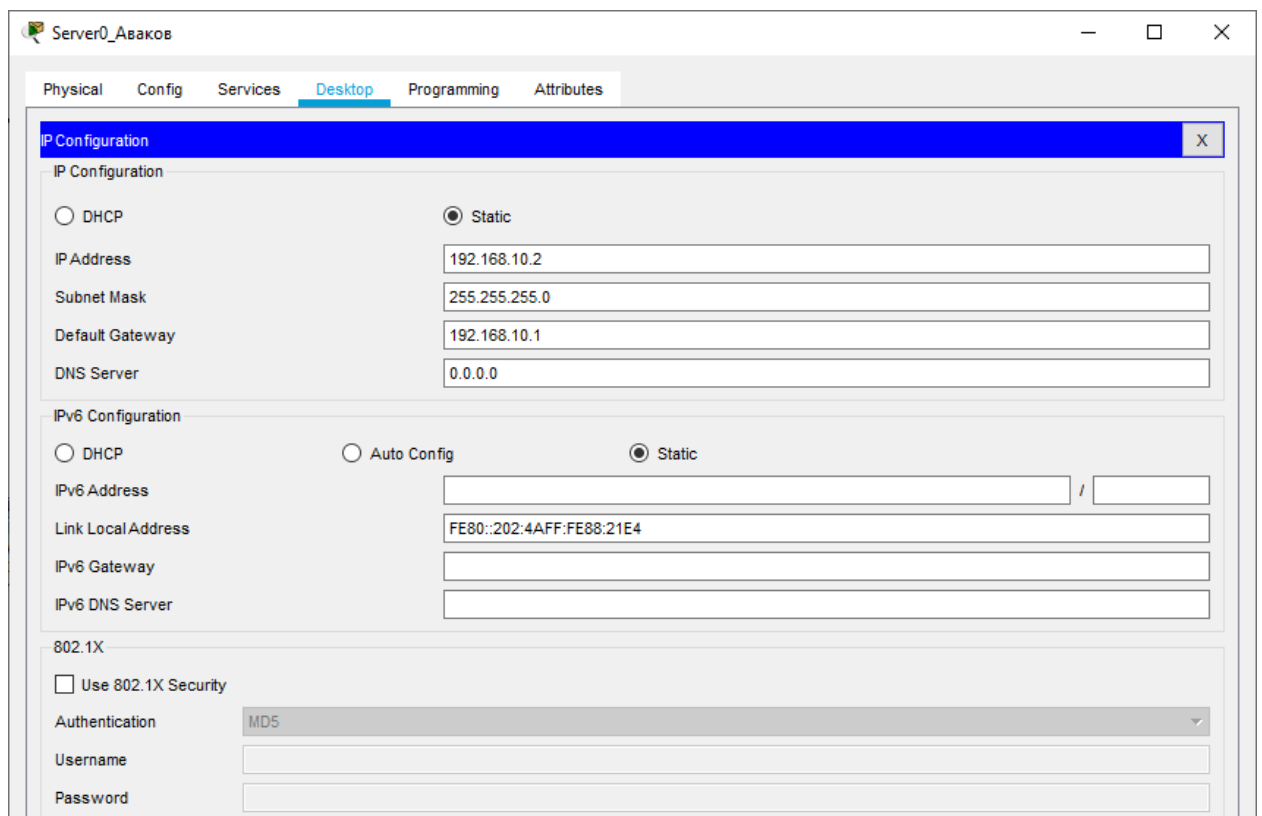 Server0_Аваков
Physical Config Services Desktop Programming Attributes
IP Configuration X
IP Configuration
DHCP Static
IP Address 192.168.10.2
Subnet Mask 255.255.255.0
Default Gateway 192.168.10.1
DNS Server 0.0.0.0
IPv6 Configuration
DHCP Auto Config Static
IPv6 Address /
Link Local Address FE80::202:4AFF:FE88:21E4
IPv6 Gateway
IPv6 DNS Server
802.1X
Use 802.1X Security
Authentication MD5
Username
Password